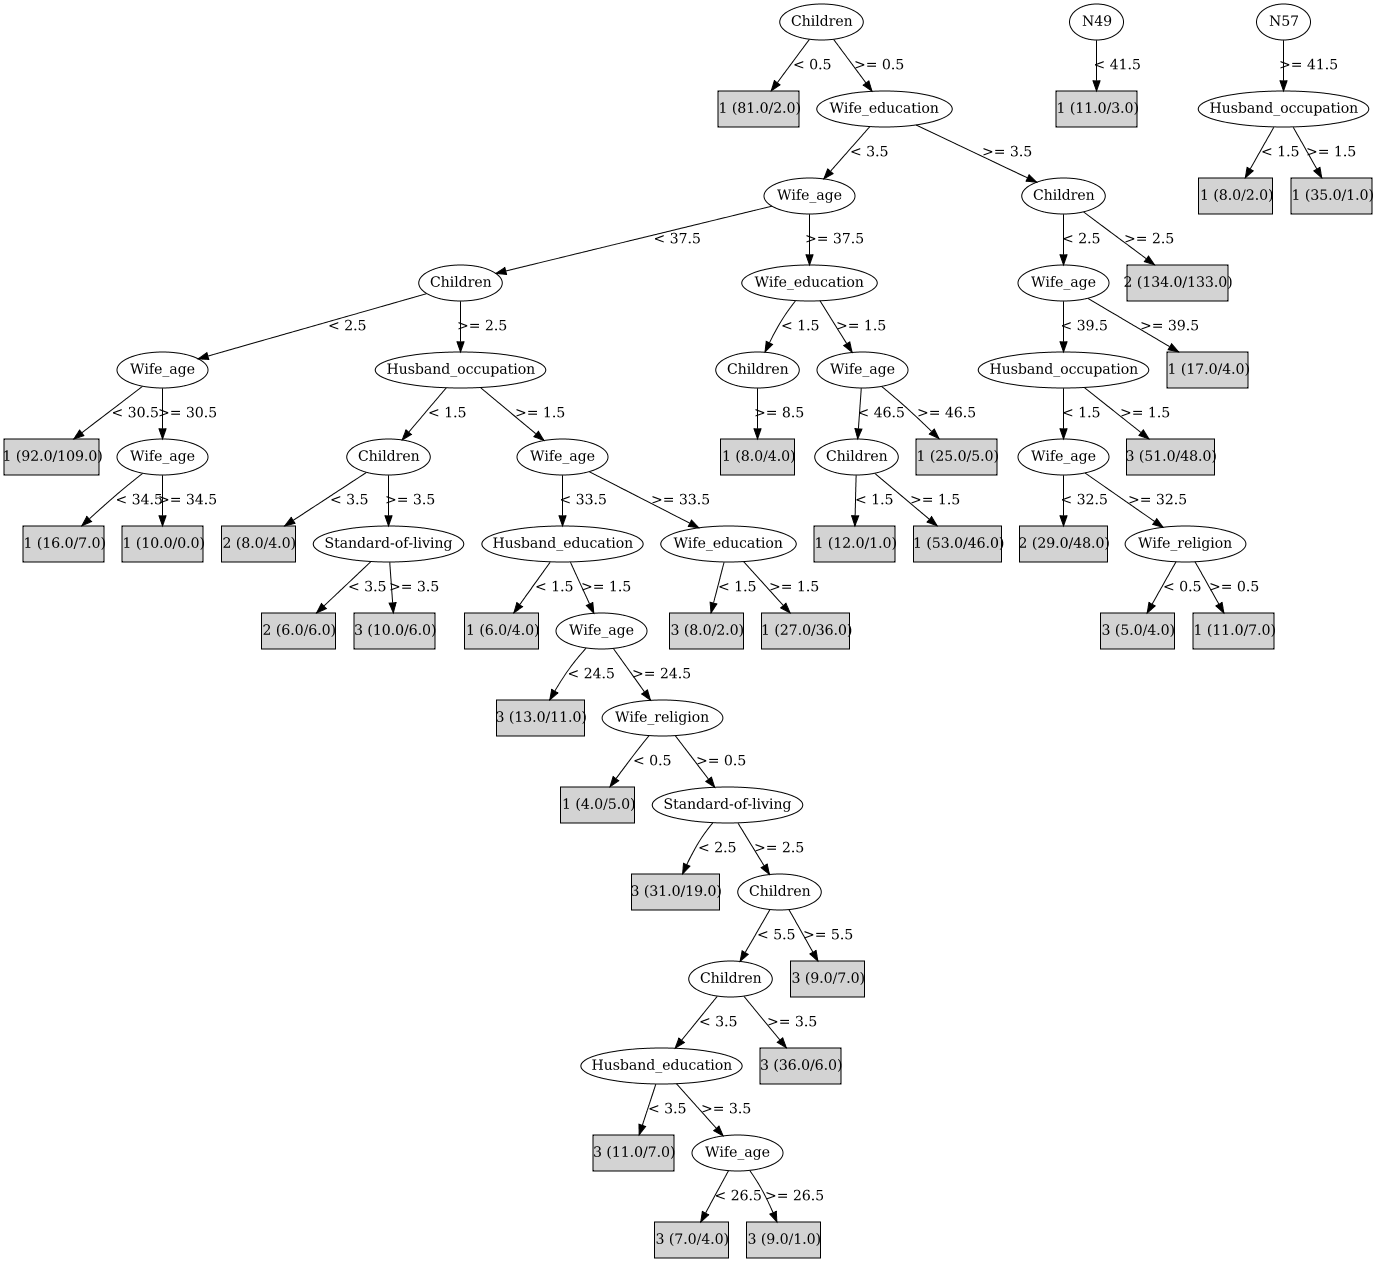 Children
N49
N57
< 0.5
>= 0.5
< 41.5
>= 41.5
1 (81.0/2.0)
Wife_education
1 (11.0/3.0)
Husband_occupation
< 3.5
>= 3.5
< 1.5
>= 1.5
Wife_age
Children
1 (8.0/2.0)
1 (35.0/1.0)
< 37.5
>= 37.5
< 2.5
>= 2.5
Children
Wife_education
Wife_age
2 (134.0/133.0)
< 2.5
>= 2.5
< 1.5
>= 1.5
< 39.5
>= 39.5
Wife_age
Husband_occupation
Children
Wife_age
Husband_occupation
1 (17.0/4.0)
< 30.5
>= 30.5
< 1.5
>= 1.5
>= 8.5
< 46.5
>= 46.5
< 1.5
>= 1.5
1 (92.0/109.0)
Wife_age
Children
Wife_age
1 (8.0/4.0)
Children
1 (25.0/5.0)
Wife_age
3 (51.0/48.0)
< 34.5
>= 34.5
< 3.5
>= 3.5
< 33.5
>= 33.5
< 1.5
>= 1.5
< 32.5
>= 32.5
1 (16.0/7.0)
1 (10.0/0.0)
2 (8.0/4.0)
Standard-of-living
Husband_education
Wife_education
1 (12.0/1.0)
1 (53.0/46.0)
2 (29.0/48.0)
Wife_religion
< 3.5
>= 3.5
< 1.5
>= 1.5
< 1.5
>= 1.5
< 0.5
>= 0.5
2 (6.0/6.0)
3 (10.0/6.0)
1 (6.0/4.0)
Wife_age
3 (8.0/2.0)
1 (27.0/36.0)
3 (5.0/4.0)
1 (11.0/7.0)
< 24.5
>= 24.5
3 (13.0/11.0)
Wife_religion
< 0.5
>= 0.5
1 (4.0/5.0)
Standard-of-living
< 2.5
>= 2.5
3 (31.0/19.0)
Children
< 5.5
>= 5.5
Children
3 (9.0/7.0)
< 3.5
>= 3.5
Husband_education
3 (36.0/6.0)
< 3.5
>= 3.5
3 (11.0/7.0)
Wife_age
< 26.5
>= 26.5
3 (7.0/4.0)
3 (9.0/1.0)